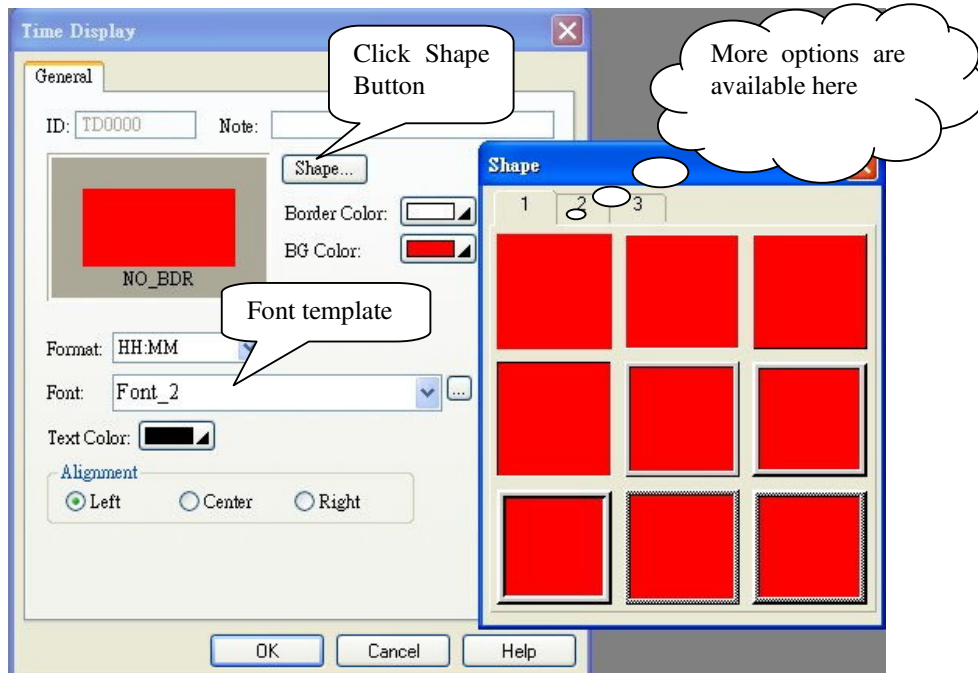 Time Display
Click Shape
Button
More options are
available here
General
ID: TD0000 Note:
Shape...
Shape
1 2 3
Border Color:
BG Color:
NO_BDR
Font template
Format: HH:MM
Font: Font_2
...
Text Color:
Alignment
Left Center Right
OK Cancel Help